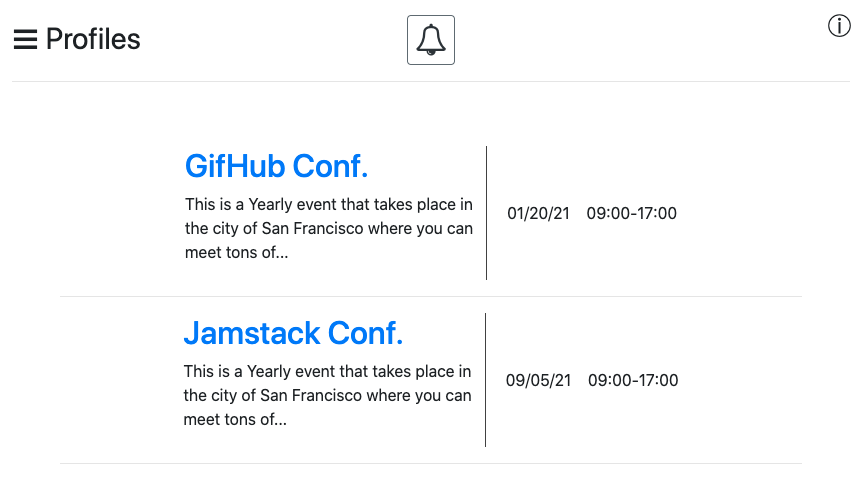 Profiles
GifHub Conf.
This is a Yearly event that takes place in
the city of San Francisco where you can
meet tons of...
01/20/21 09:00-17:00
Jamstack Conf.
This is a Yearly event that takes place in
the city of San Francisco where you can
meet tons of...
09/05/21 09:00-17:00